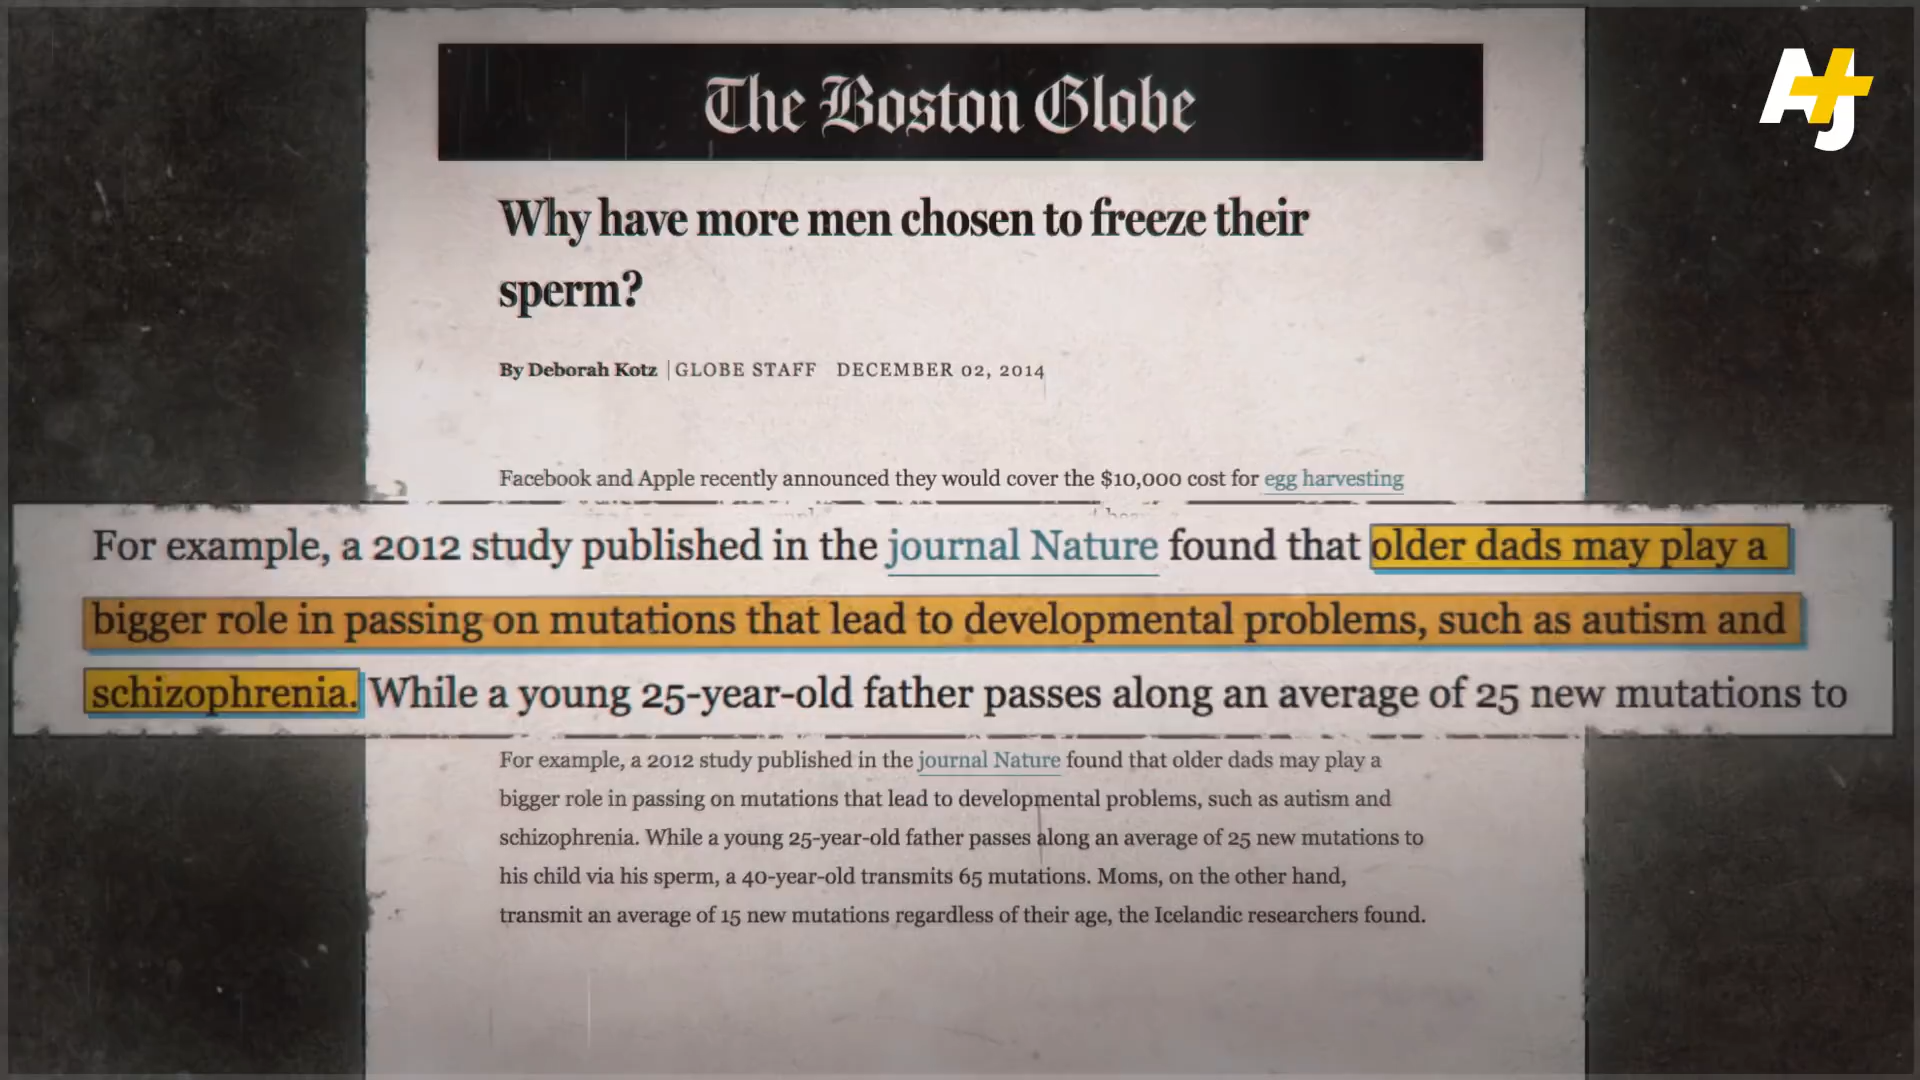 The Boston Globe
AJ+
Why have more men chosen to freeze their
sperm?
By Deborah Kotz | GLOBE STAFF DECEMBER 02, 2014
Facebook and Apple recently announced they would cover the $10,000 cost for egg harvesting
For example, a 2012 study published in the journal Nature found that older dads may play a
bigger role in passing on mutations that lead to developmental problems, such as autism and
schizophrenia. While a young 25-year-old father passes along an average of 25 new mutations to
For example, a 2012 study published in the journal Nature found that older dads may play a
bigger role in passing on mutations that lead to developmental problems, such as autism and
schizophrenia. While a young 25-year-old father passes along an average of 25 new mutations to
his child via his sperm, a 40-year-old transmits 65 mutations. Moms, on the other hand,
transmit an average of 15 new mutations regardless of their age, the Icelandic researchers found.